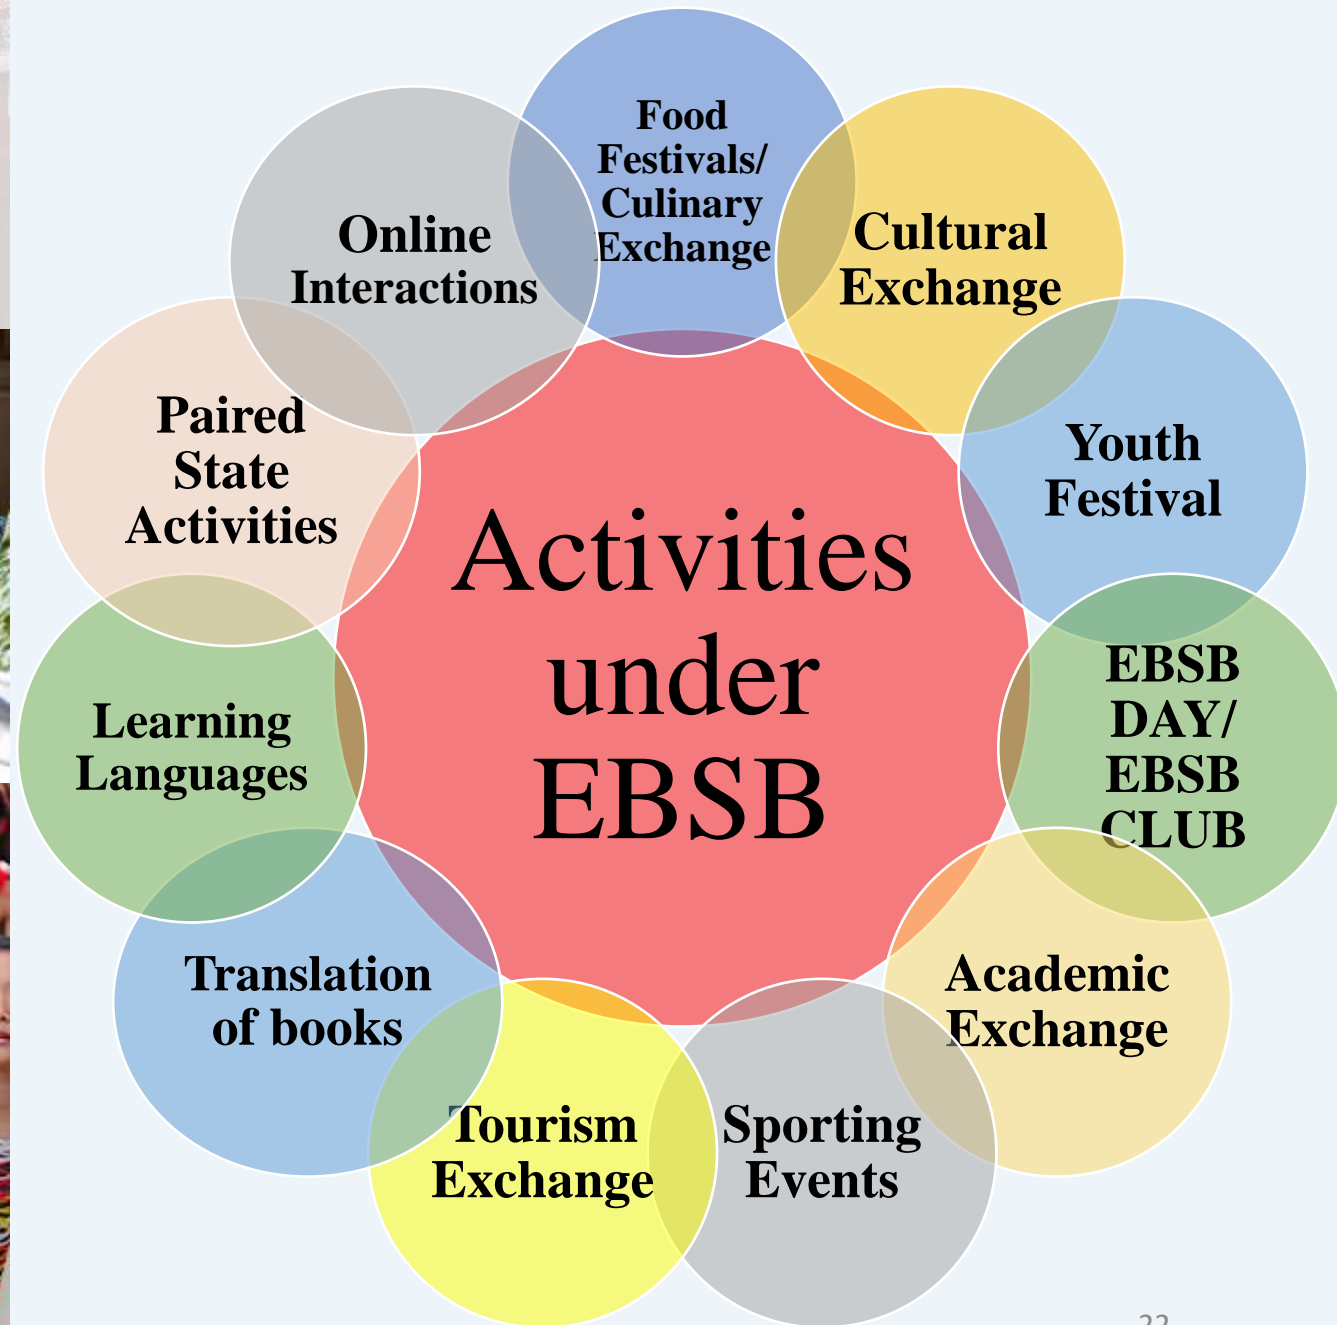 Food
Festivals/
Culinary
Exchange
Cultural
Exchange
Youth
Festival
EBSB
DAY/
EBSB
CLUB
Academic
Exchange
Sporting
Events
Tourism
Exchange
Translation
of books
Learning
Languages
Paired
State
Activities
Online
Interactions
Activities
under
EBSB
22